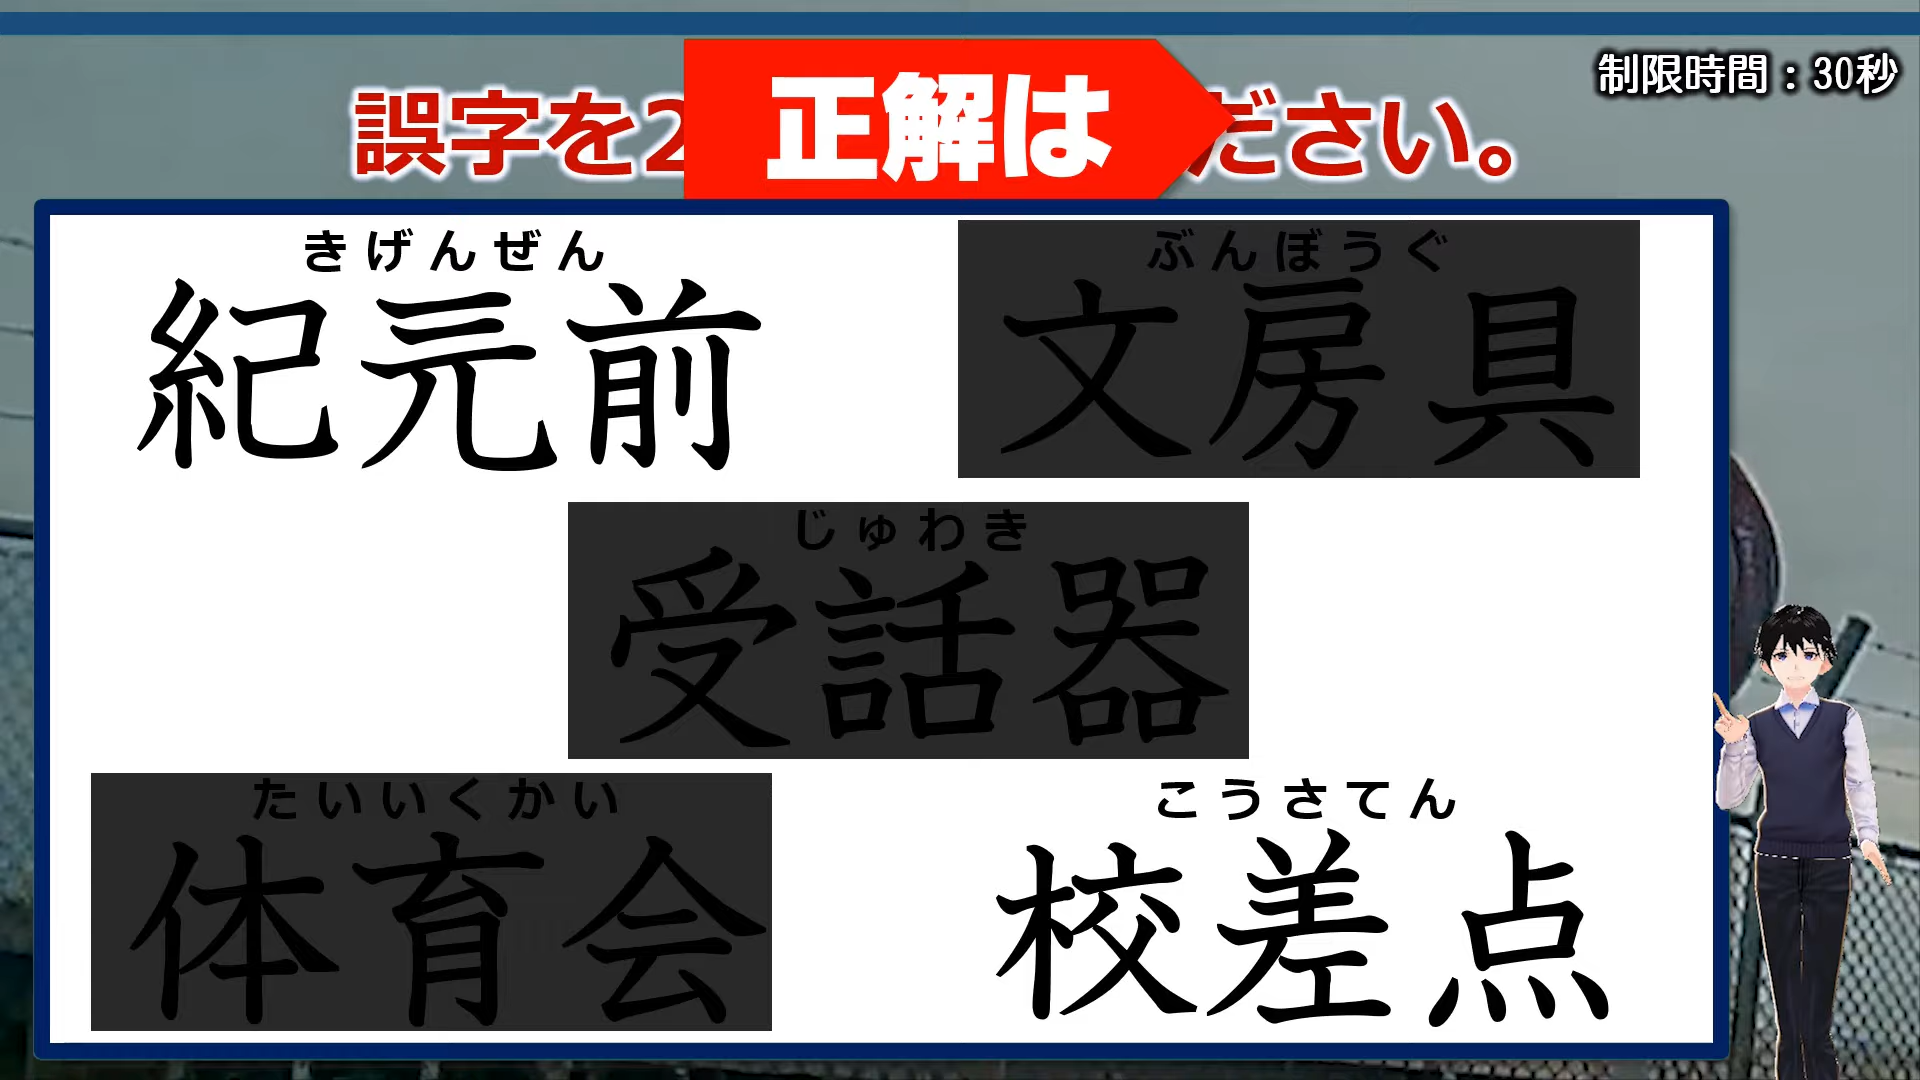 制限時間：30秒
誤字を2 正解は ださい。
きげんぜん
紀元前
ぶんぼうぐ
文房具
じゅわき
受話器
たいいくかい
体育会
こうさてん
校差点